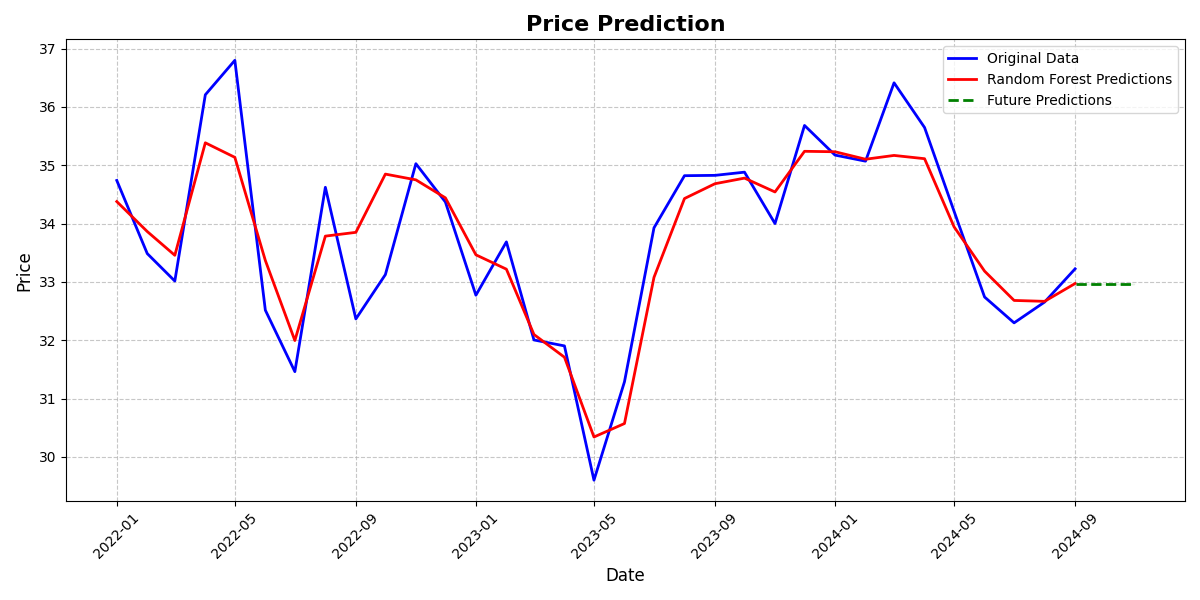 Price Prediction
Original Data
Random Forest Predictions
Future Predictions
Price
37
36
35
34
33
32
31
30
2022-01
2022-05
2022-09
2023-01
2023-05
2023-09
2024-01
2024-05
2024-09
Date